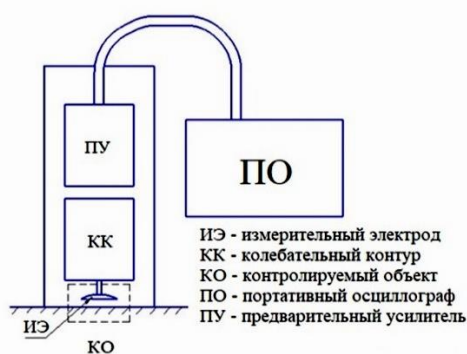 ПУ
ПО
КК
ИЭ
КО
ИЭ - измерительный электрод
КК - колебательный контур
КО - контролируемый объект
ПО - портативный осциллограф
ПУ - предварительный усилитель